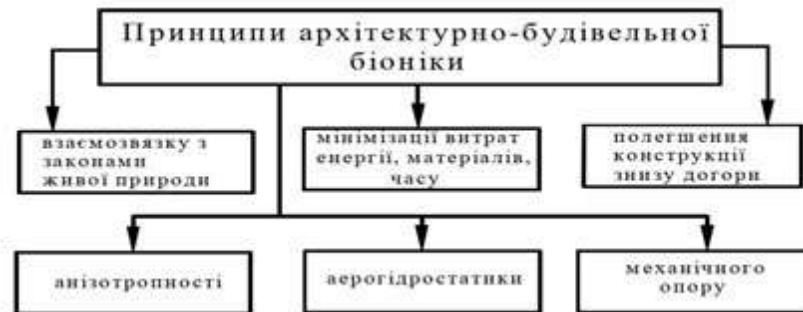 Принципи архітектурно-будівельної
біоніки
взаємозвязку з
законами
живої природи
мінімізації витрат
енергії, матеріалів,
часу
полегшення
конструкції
знизу догори
анізотропності
аерогідростатики
механічного
опору